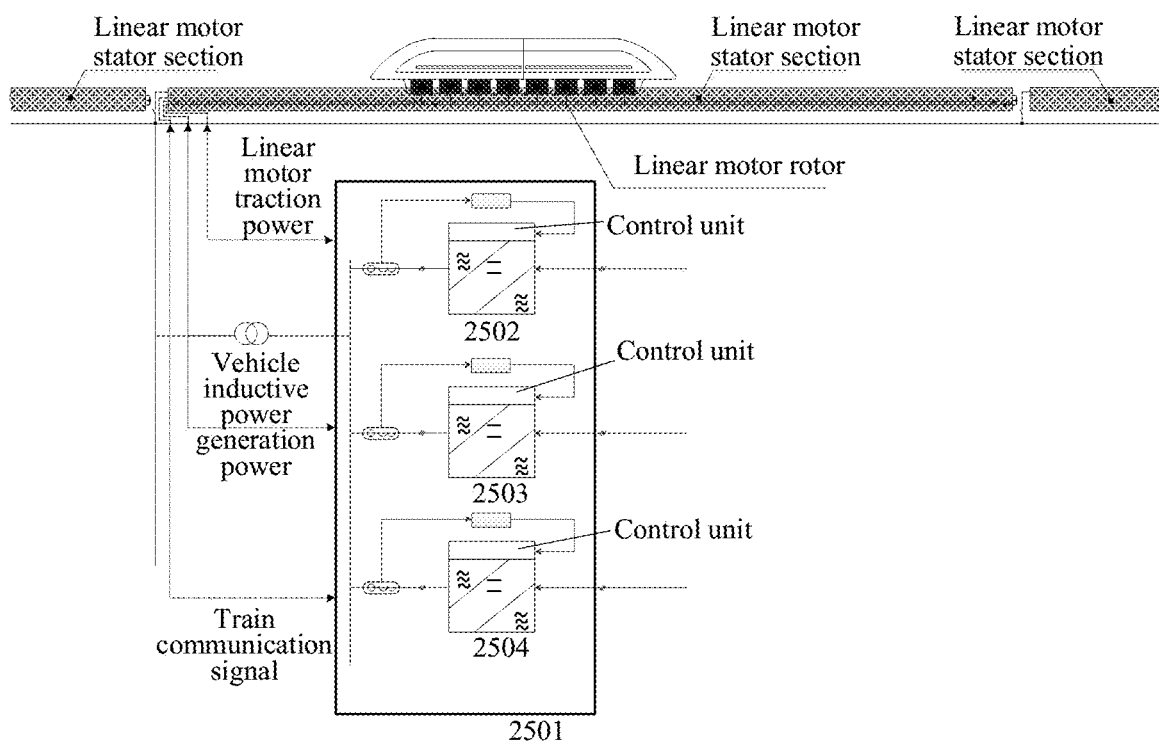 Linear motor
stator section
Linear motor
stator section
Linear motor
stator section
Linear motor rotor
Linear
motor
traction
power
Control unit
2502
Vehicle
inductive
power
generation
power
Control unit
2503
Control unit
2504
Train
communication
signal
2501